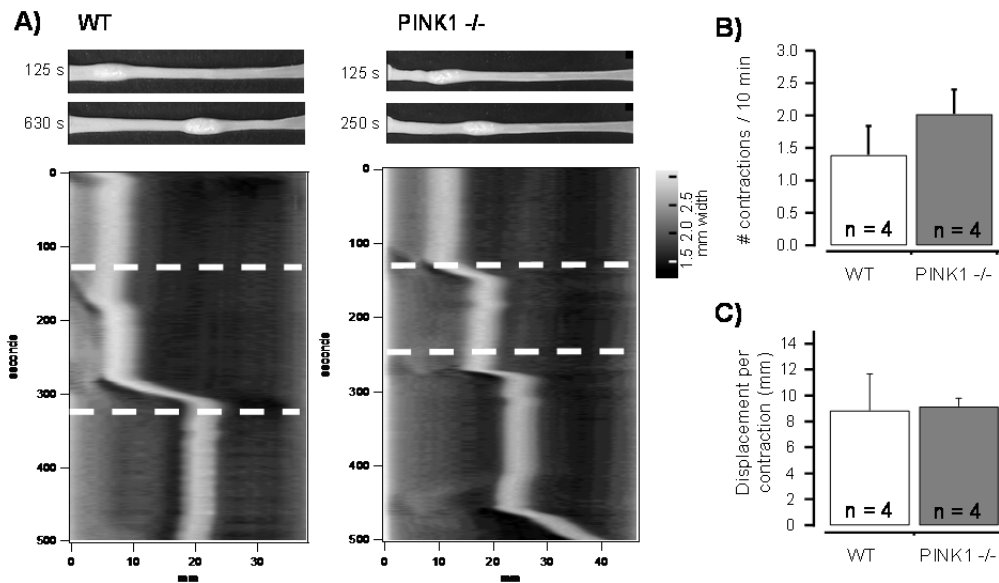 A)
WT
PINK1 -/-
125 s
630 s
125 s
250 s
0
100
200
300
400
500
seconds
0 10 20 30
mm
0
100
200
300
400
500
seconds
0 10 20 30 40
mm
1.5 2.0 2.5
mm width
B)
3.0
2.5
2.0
1.5
1.0
0.5
0.0
# contractions / 10 min
n = 4
n = 4
WT
PINK1 -/-
C)
14
12
10
8
6
4
2
0
Displacement per
contraction (mm)
n = 4
n = 4
WT
PINK1 -/-